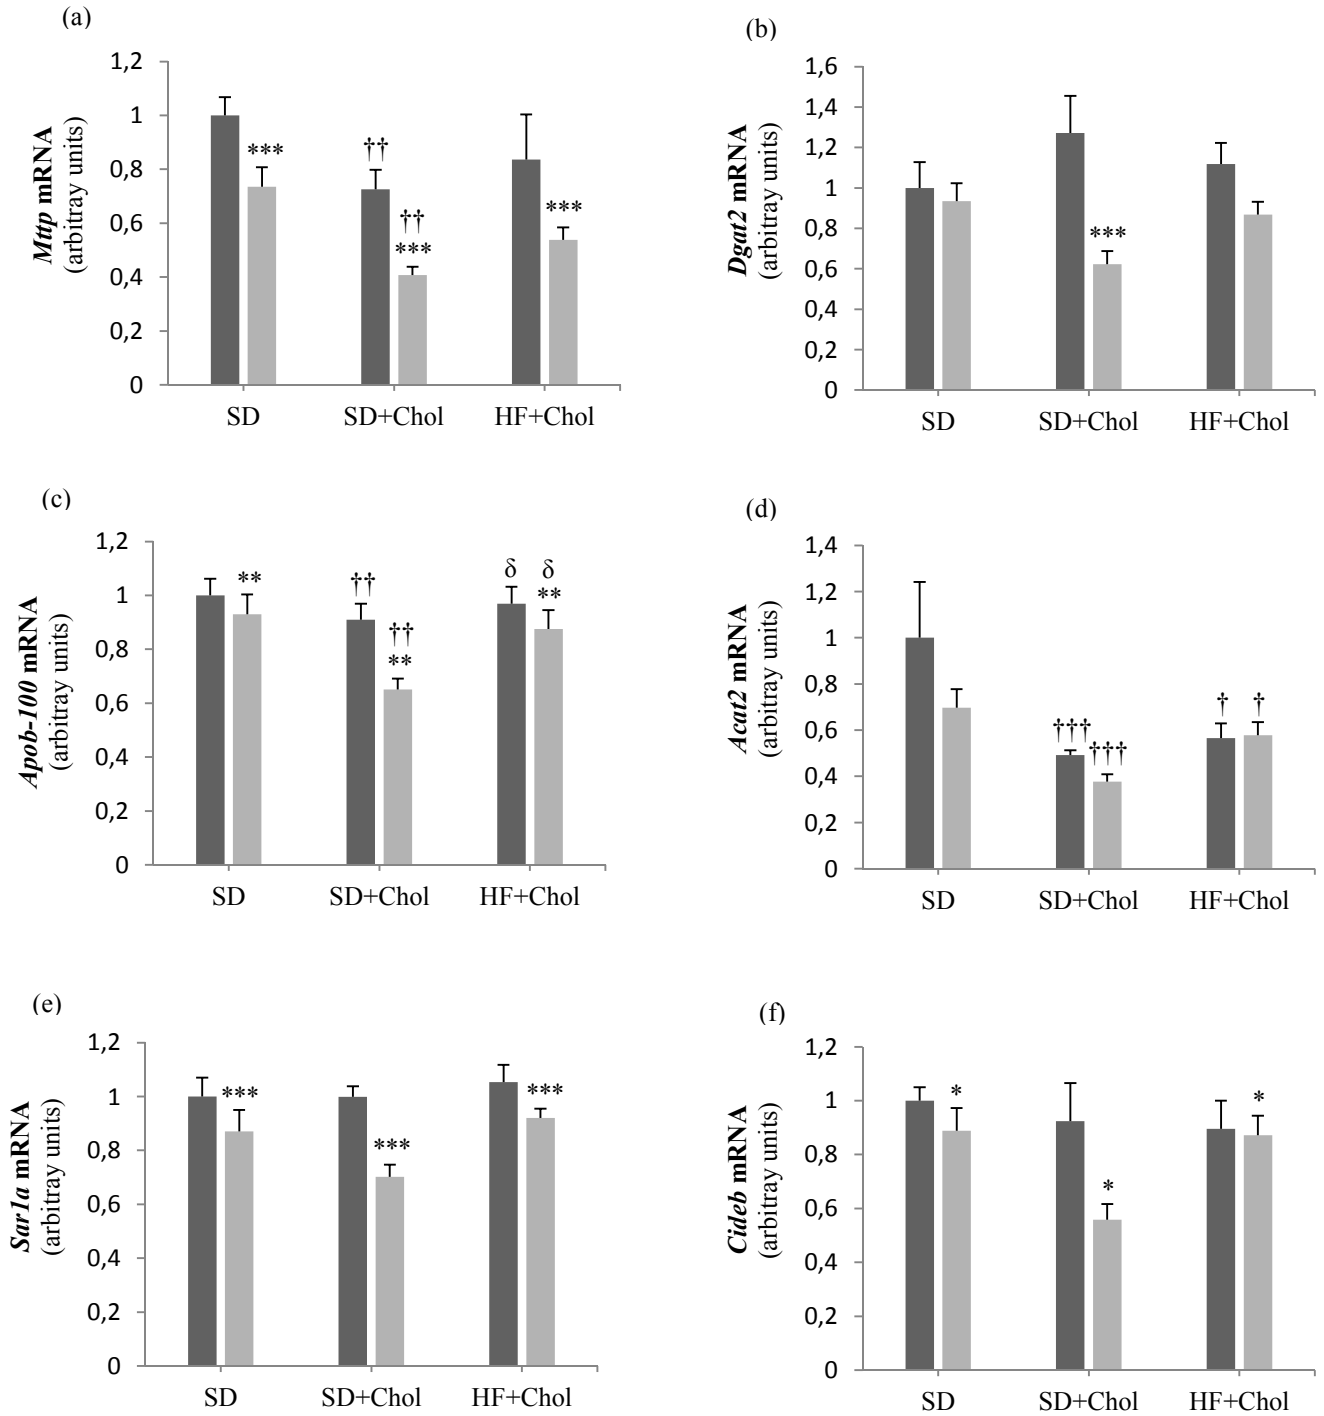 (a)
1,2
1
0,8
0,6
0,4
0,2
0
Mttp mRNA
(arbitray units)
***
††
††
***
***
SD
SD+Chol
HF+Chol
(b)
1,6
1,4
1,2
1
0,8
0,6
0,4
0,2
0
Dgat2 mRNA
(arbitray units)
***
SD
SD+Chol
HF+Chol
(c)
1,2
1
0,8
0,6
0,4
0,2
0
Apob-100 mRNA
(arbitray units)
**
††
††
**
δ
δ
**
SD
SD+Chol
HF+Chol
(d)
1,4
1,2
1
0,8
0,6
0,4
0,2
0
Acat2 mRNA
(arbitray units)
†††
†††
†
†
SD
SD+Chol
HF+Chol
(e)
1,2
1
0,8
0,6
0,4
0,2
0
Sar1a mRNA
(arbitray units)
***
***
***
SD
SD+Chol
HF+Chol
(f)
1,2
1
0,8
0,6
0,4
0,2
0
Cideb mRNA
(arbitray units)
*
*
*
SD
SD+Chol
HF+Chol